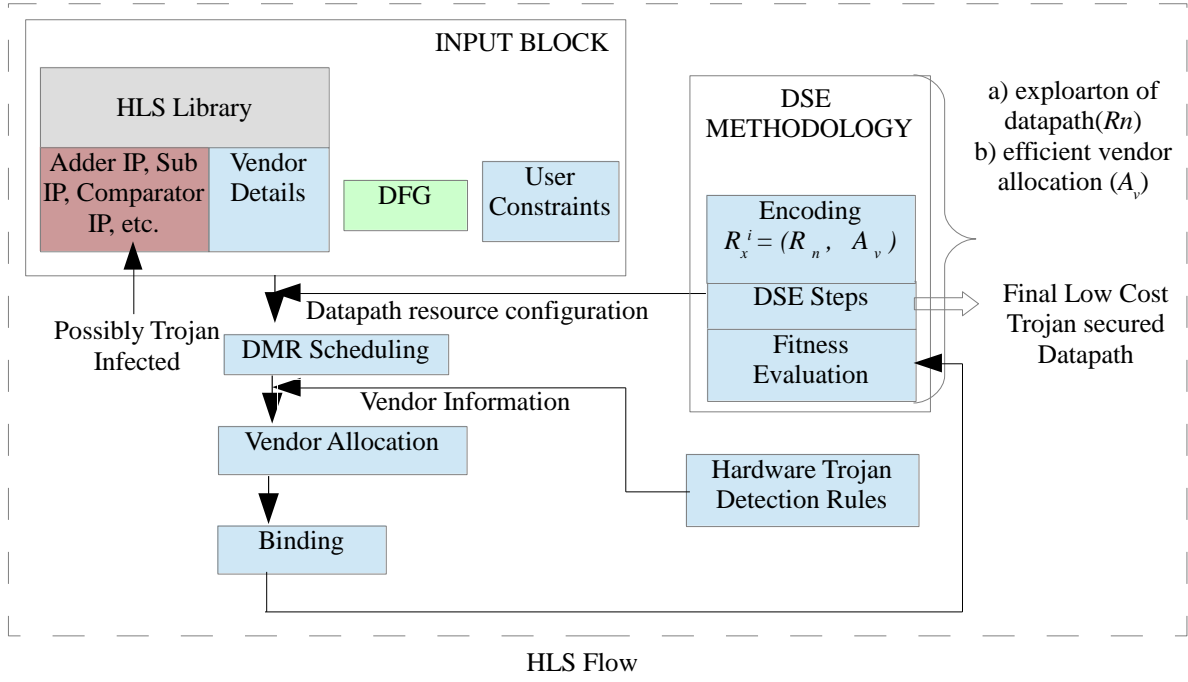 INPUT BLOCK
HLS Library
Adder IP, Sub
IP, Comparator
IP, etc.
Vendor
Details
DFG
User
Constraints
DSE
METHODOLOGY
Encoding
R_x^i = (R_n, A_v)
DSE Steps
Fitness
Evaluation
a) exploarton of
datapath(Rn)
b) efficient vendor
allocation (A_v)
Final Low Cost
Trojan secured
Datapath
Possibly Trojan
Infected
Datapath resource configuration
DMR Scheduling
Vendor Information
Vendor Allocation
Hardware Trojan
Detection Rules
Binding
HLS Flow